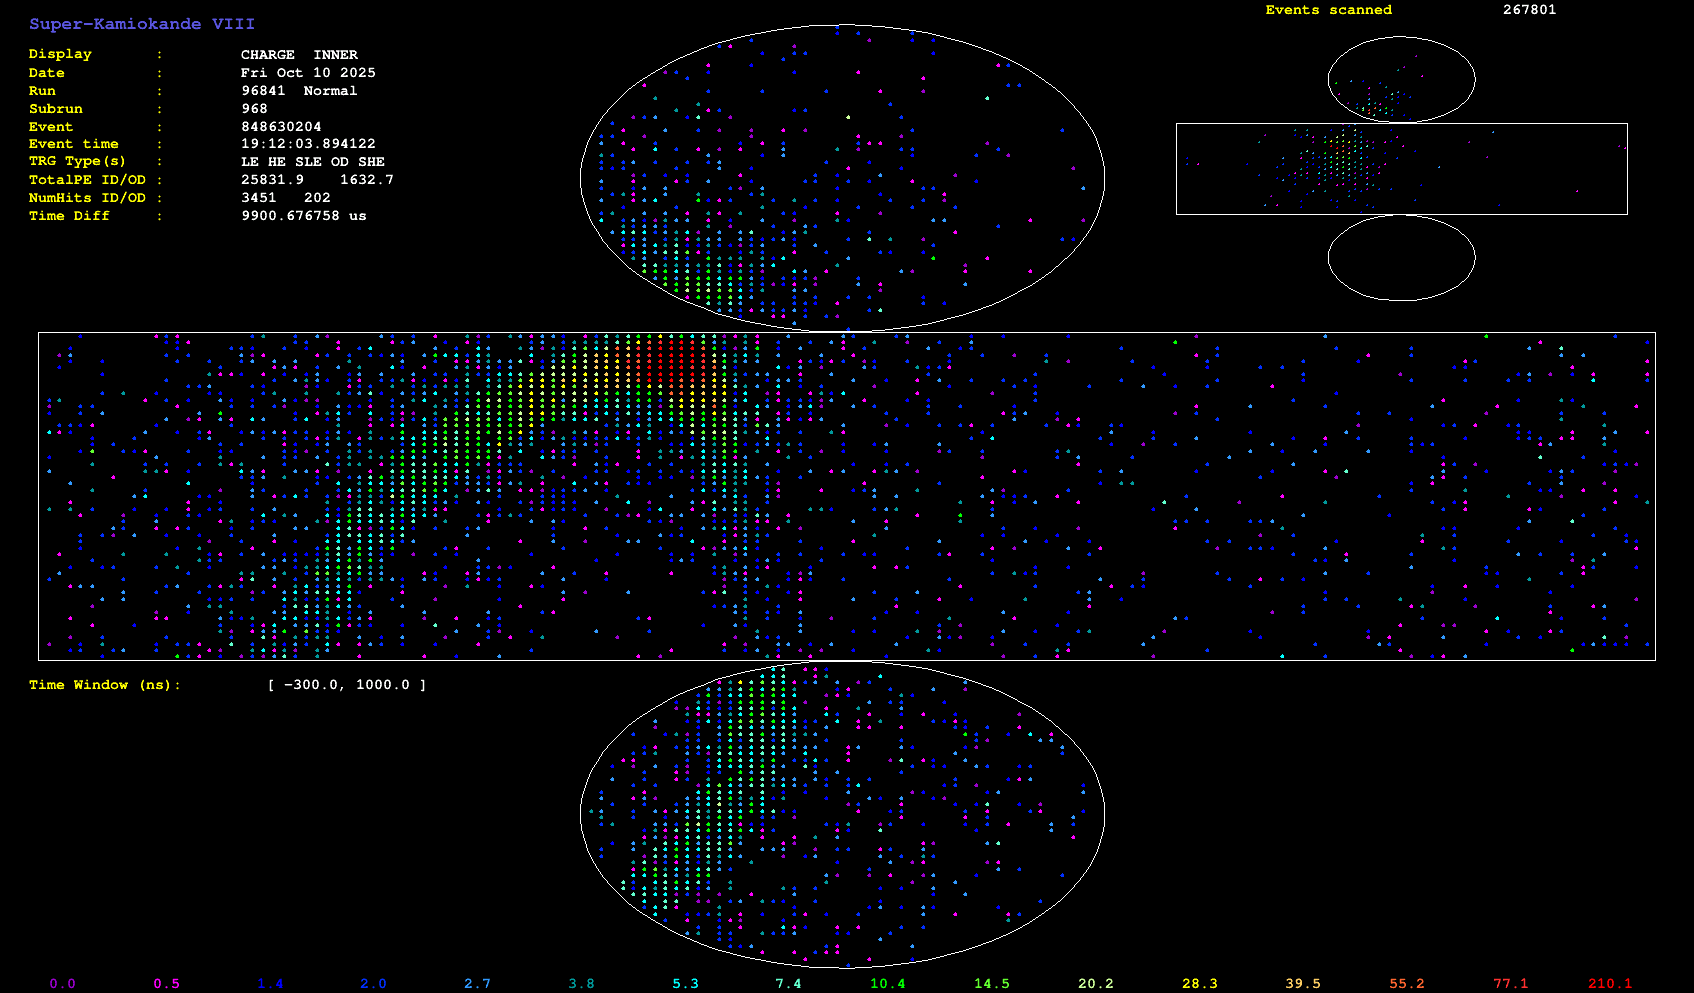 Super-Kamiokande VIII
Events scanned 267801
Display : CHARGE INNER
Date : Fri Oct 10 2025
Run : 96841 Normal
Subrun : 968
Event : 848630204
Event time : 19:12:03.894122
TRG Type(s) : LE HE SLE OD SHE
TotalPE ID/OD : 25831.9 1632.7
NumHits ID/OD : 3451 202
Time Diff : 9900.676758 us
Time Window (ns): [ -300.0, 1000.0 ]
0.0 0.5 1.4 2.0 2.7 3.8 5.3 7.4 10.4 14.5 20.2 28.3 39.5 55.2 77.1 210.1